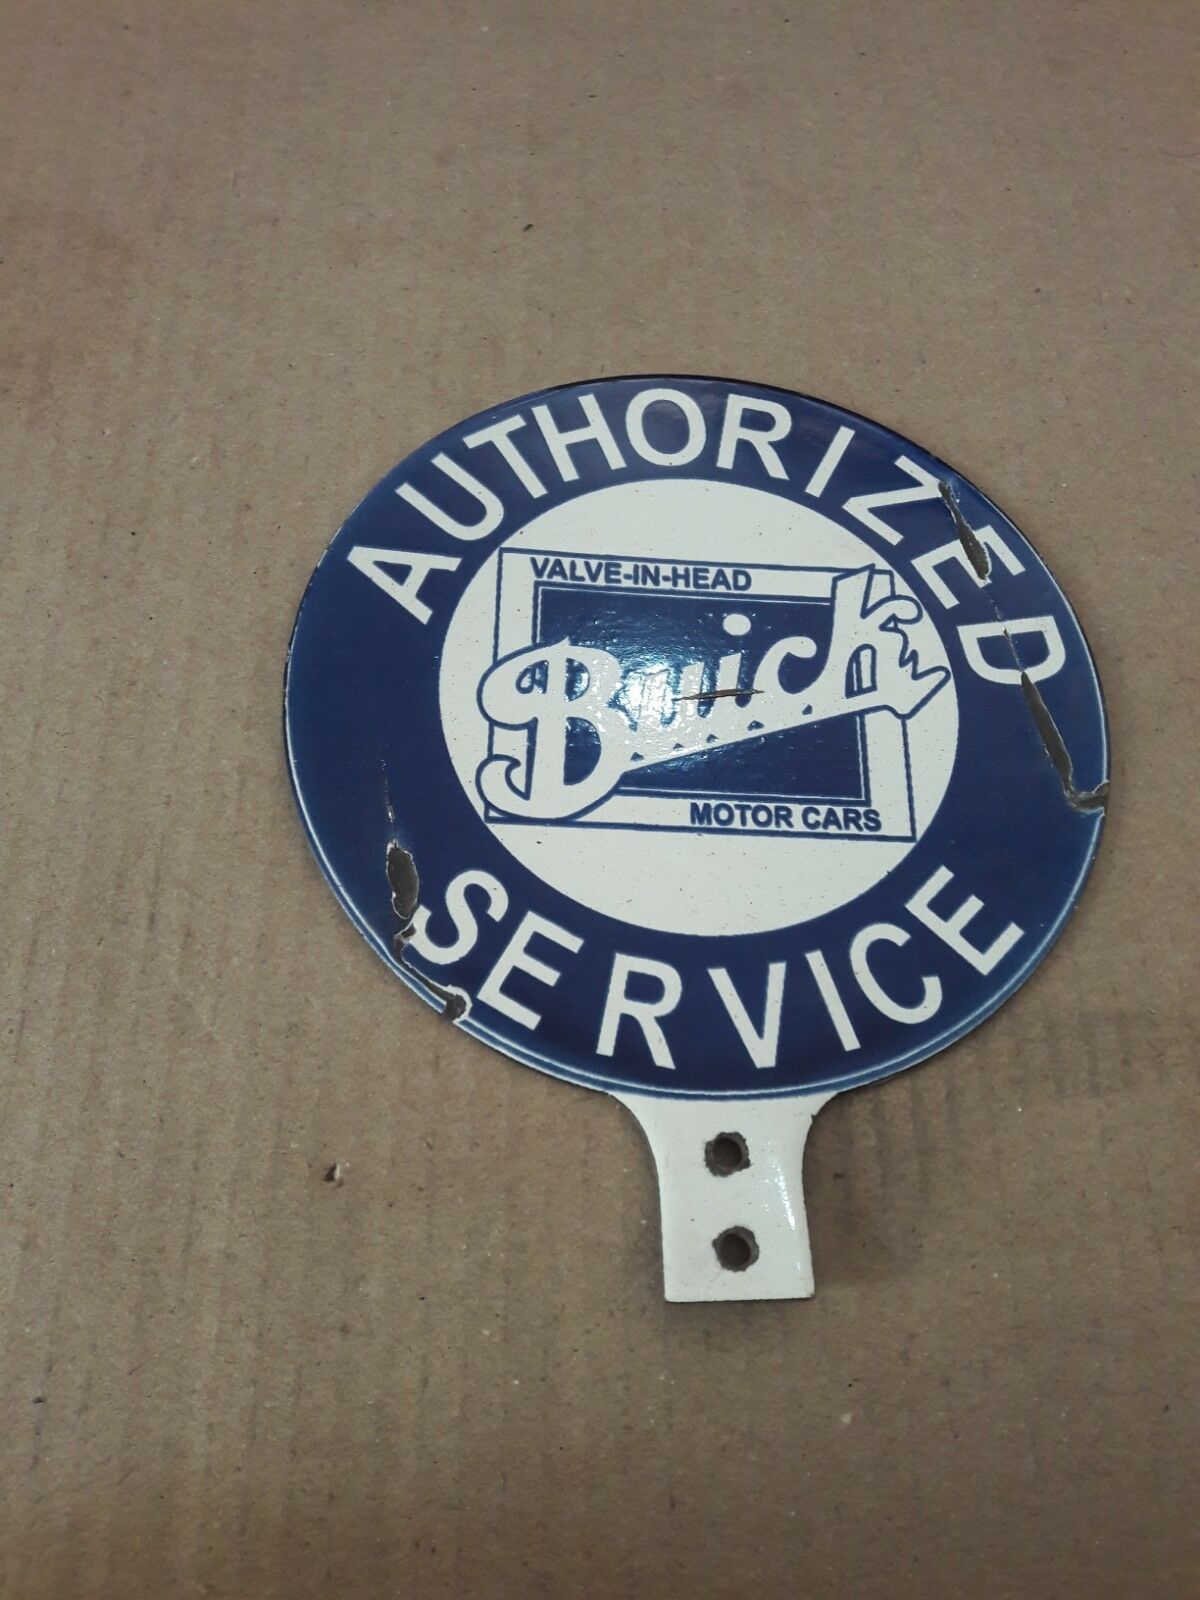 AUTHORIZED
VALVE-IN-HEAD
Buick
MOTOR CARS
SERVICE